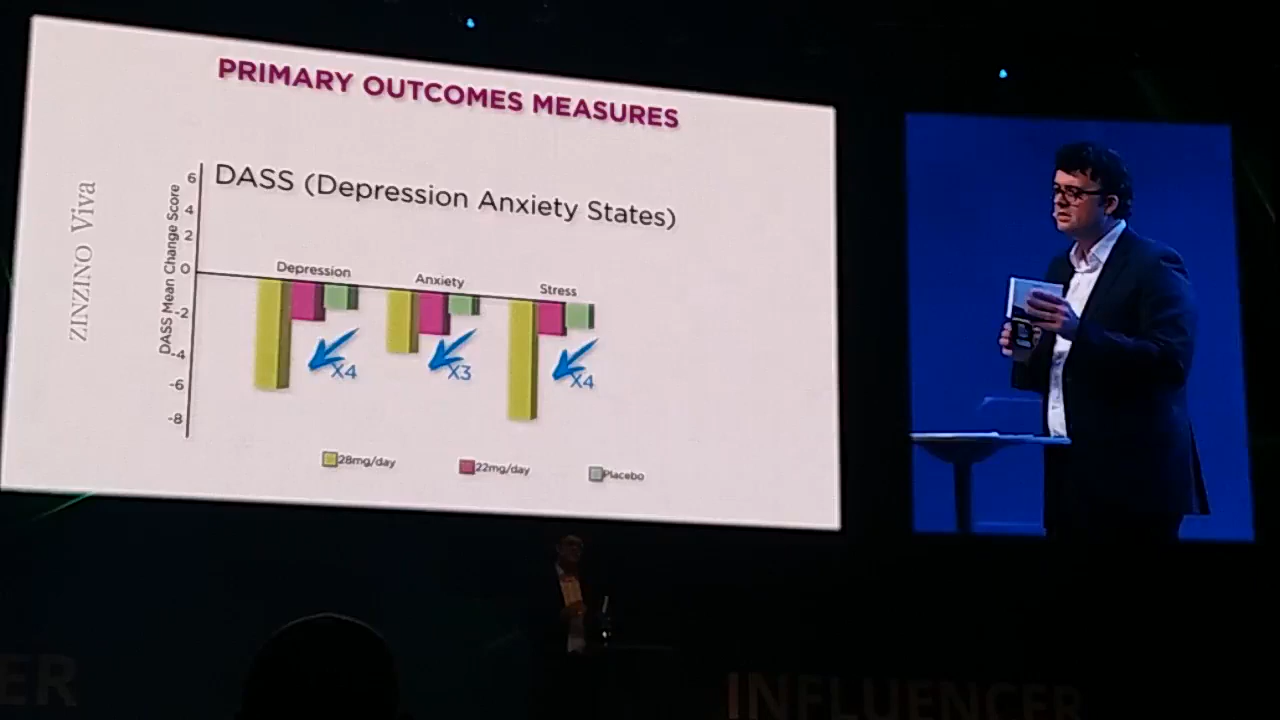 PRIMARY OUTCOMES MEASURES
DASS (Depression Anxiety States)
ZINZINO Viva
DASS Mean Change Score
6
4
2
0
-2
-4
-6
-8
Depression
Anxiety
Stress
X4
X3
X4
28mg/day
22mg/day
Placebo
ER
INFLUENCER